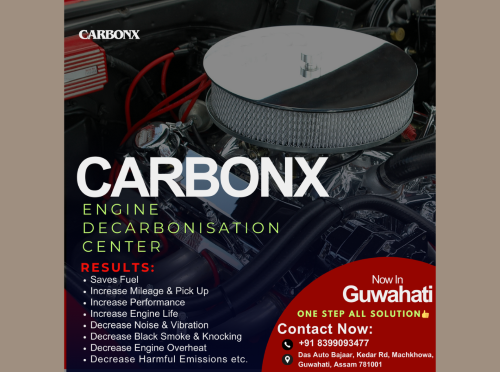 CARBONX
CARBONX
ENGINE
DECARBONISATION
CENTER
RESULTS:
• Saves Fuel
• Increase Mileage & Pick Up
• Increase Performance
• Increase Engine Life
• Decrease Noise & Vibration
• Decrease Black Smoke & Knocking
• Decrease Engine Overheat
• Decrease Harmful Emissions etc.
Now In
Guwahati
ONE STEP ALL SOLUTION👍
Contact Now:
+91 8399093477
Das Auto Bajaar, Kedar Rd, Machkhowa,
Guwahati, Assam 781001